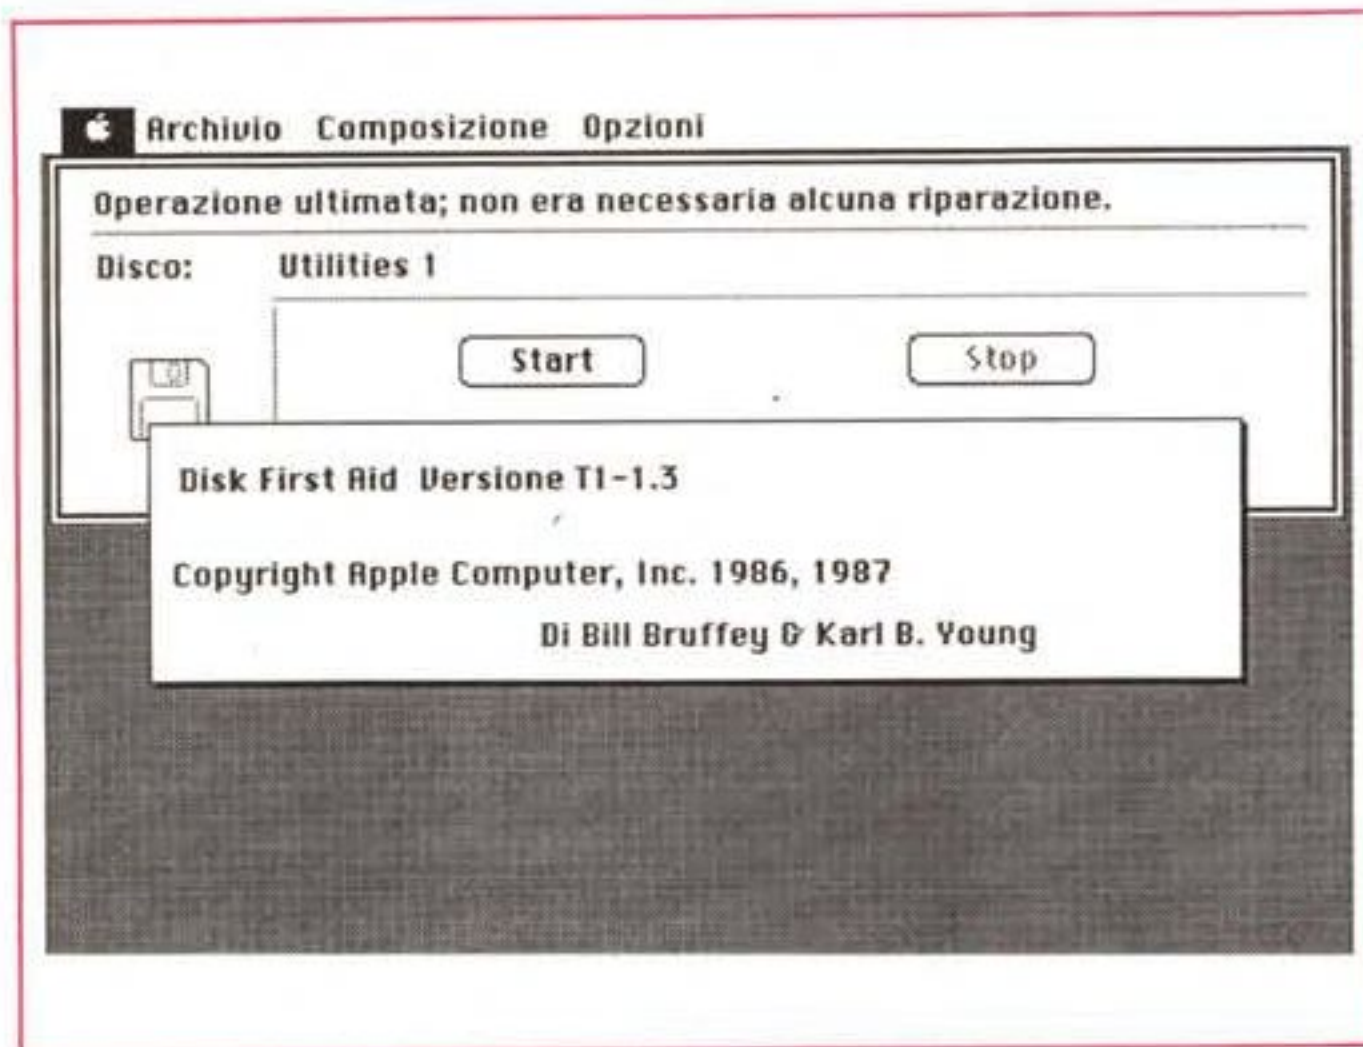 Archivio Composizione Opzioni
Operazione ultimata; non era necessaria alcuna riparazione.
Disco: Utilities 1
Start Stop
Disk First Aid Versione T1-1.3
Copyright Apple Computer, Inc. 1986, 1987
Di Bill Bruffey & Karl B. Young